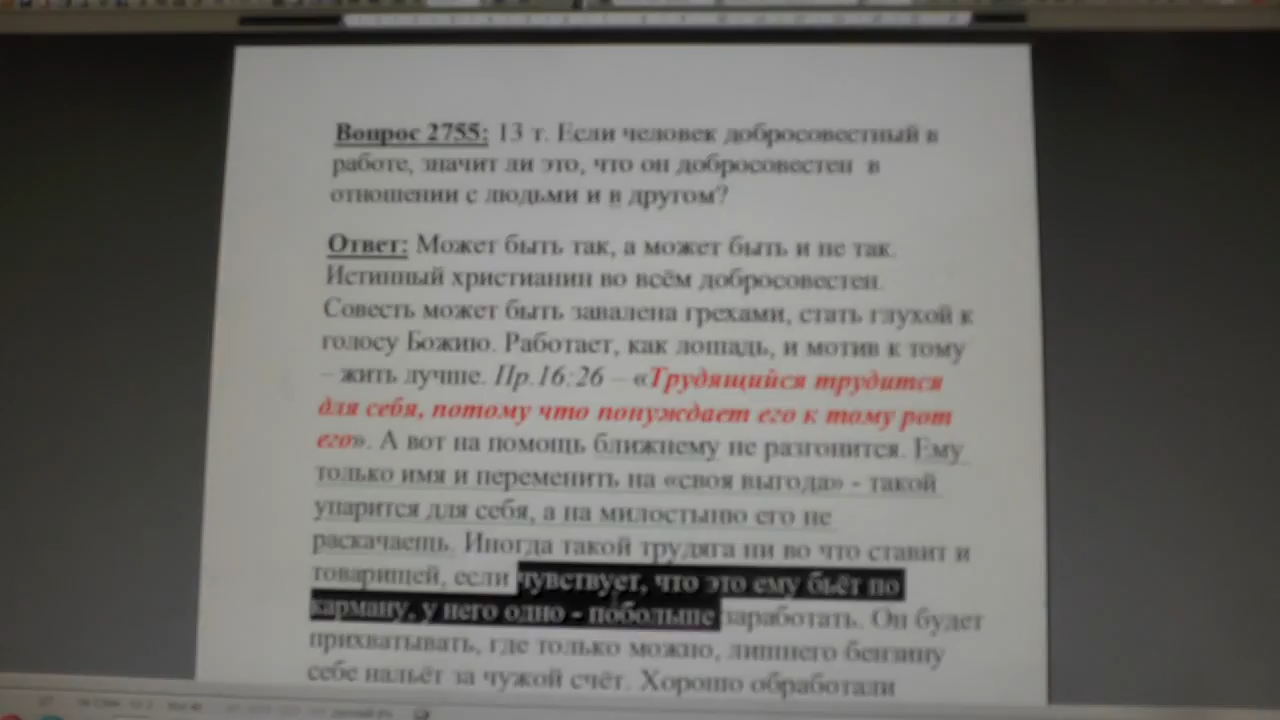 Вопрос 2755: 13 т. Если человек добросовестный в
работе, значит ли это, что он добросовестен в
отношении с людьми и в другом?
Ответ: Может быть так, а может быть и не так.
Истинный христианин во всём добросовестен.
Совесть может быть завалена грехами, стать глухой к
голосу Божию. Работает, как лошадь, и мотив к тому
– жить лучше. Пр.16:26 – «Трудящийся трудится
для себя, потому что понуждает его к тому рот
его». А вот на помощь ближнему не разгонится. Ему
только имя и переменить на «своя выгода» - такой
упарится для себя, а на милостыню его не
раскачаешь. Иногда такой трудяга ни во что ставит и
товарищей, если чувствует, что это ему бьёт по
карману, у него одно - побольше заработать. Он будет
прихватывать, где только можно, лишнего бензину
себе нальёт за чужой счёт. Хорошо обработали